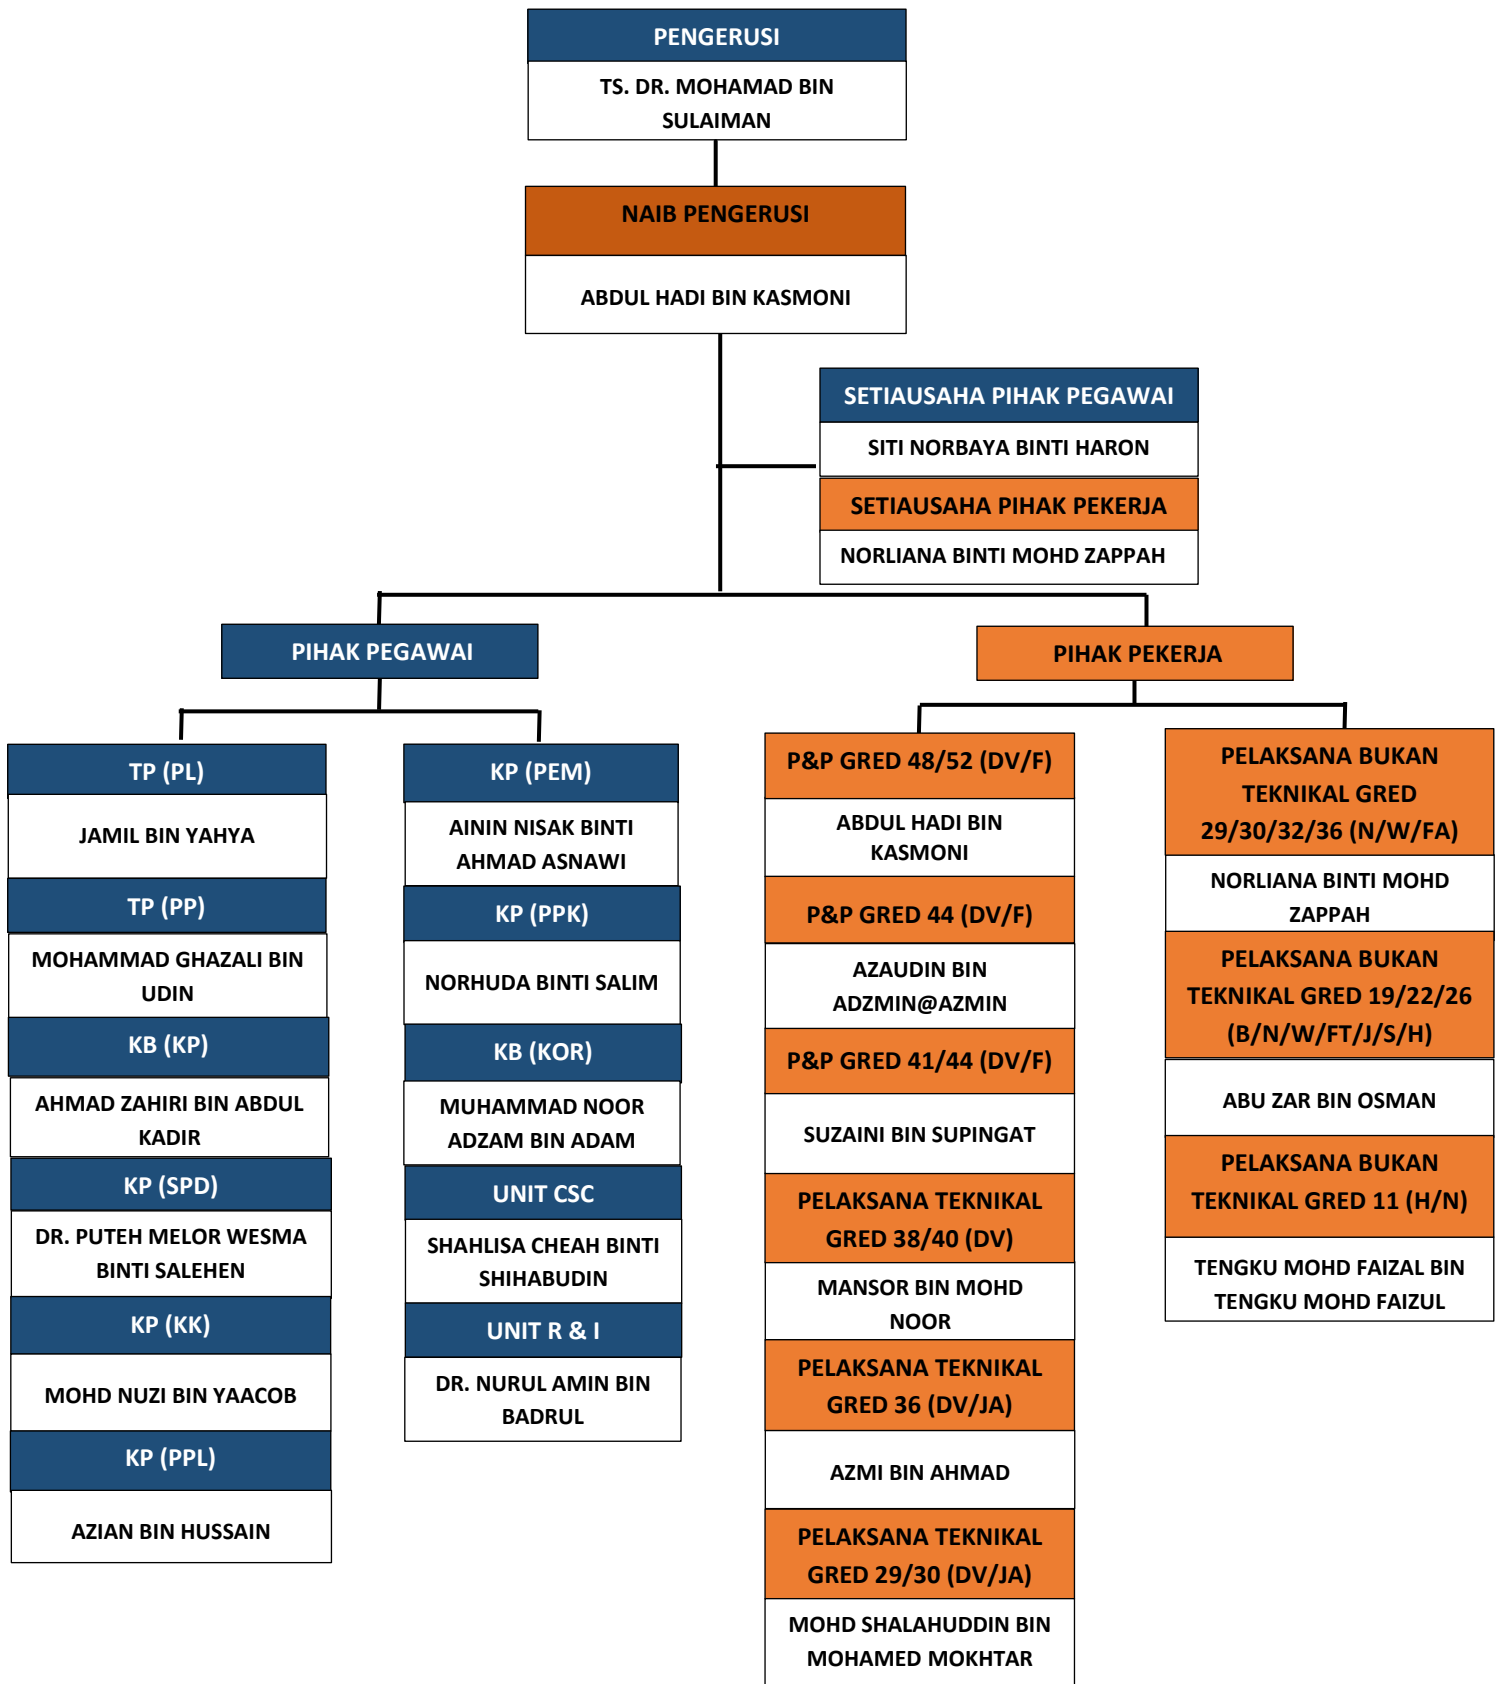 PENGERUSI
TS. DR. MOHAMAD BIN
SULAIMAN
NAIB PENGERUSI
ABDUL HADI BIN KASMONI
SETIAUSAHA PIHAK PEGAWAI
SITI NORBAYA BINTI HARON
SETIAUSAHA PIHAK PEKERJA
NORLIANA BINTI MOHD ZAPPAH
PIHAK PEGAWAI
TP (PL)
JAMIL BIN YAHYA
TP (PP)
MOHAMMAD GHAZALI BIN
UDIN
KB (KP)
AHMAD ZAHIRI BIN ABDUL
KADIR
KP (SPD)
DR. PUTEH MELOR WESMA
BINTI SALEHEN
KP (KK)
MOHD NUZI BIN YAACOB
KP (PPL)
AZIAN BIN HUSSAIN
KP (PEM)
AININ NISAK BINTI
AHMAD ASNAWI
KP (PPK)
NORHUDA BINTI SALIM
KB (KOR)
MUHAMMAD NOOR
ADZAM BIN ADAM
UNIT CSC
SHAHLISA CHEAH BINTI
SHIHABUDIN
UNIT R & I
DR. NURUL AMIN BIN
BADRUL
PIHAK PEKERJA
P&P GRED 48/52 (DV/F)
ABDUL HADI BIN
KASMONI
P&P GRED 44 (DV/F)
AZAUDIN BIN
ADZMIN@AZMIN
P&P GRED 41/44 (DV/F)
SUZAINI BIN SUPINGAT
PELAKSANA TEKNIKAL
GRED 38/40 (DV)
MANSOR BIN MOHD
NOOR
PELAKSANA TEKNIKAL
GRED 36 (DV/JA)
AZMI BIN AHMAD
PELAKSANA TEKNIKAL
GRED 29/30 (DV/JA)
MOHD SHALAHUDDIN BIN
MOHAMED MOKHTAR
PELAKSANA BUKAN
TEKNIKAL GRED
29/30/32/36 (N/W/FA)
NORLIANA BINTI MOHD
ZAPPAH
PELAKSANA BUKAN
TEKNIKAL GRED 19/22/26
(B/N/W/FT/J/S/H)
ABU ZAR BIN OSMAN
PELAKSANA BUKAN
TEKNIKAL GRED 11 (H/N)
TENGKU MOHD FAIZAL BIN
TENGKU MOHD FAIZUL